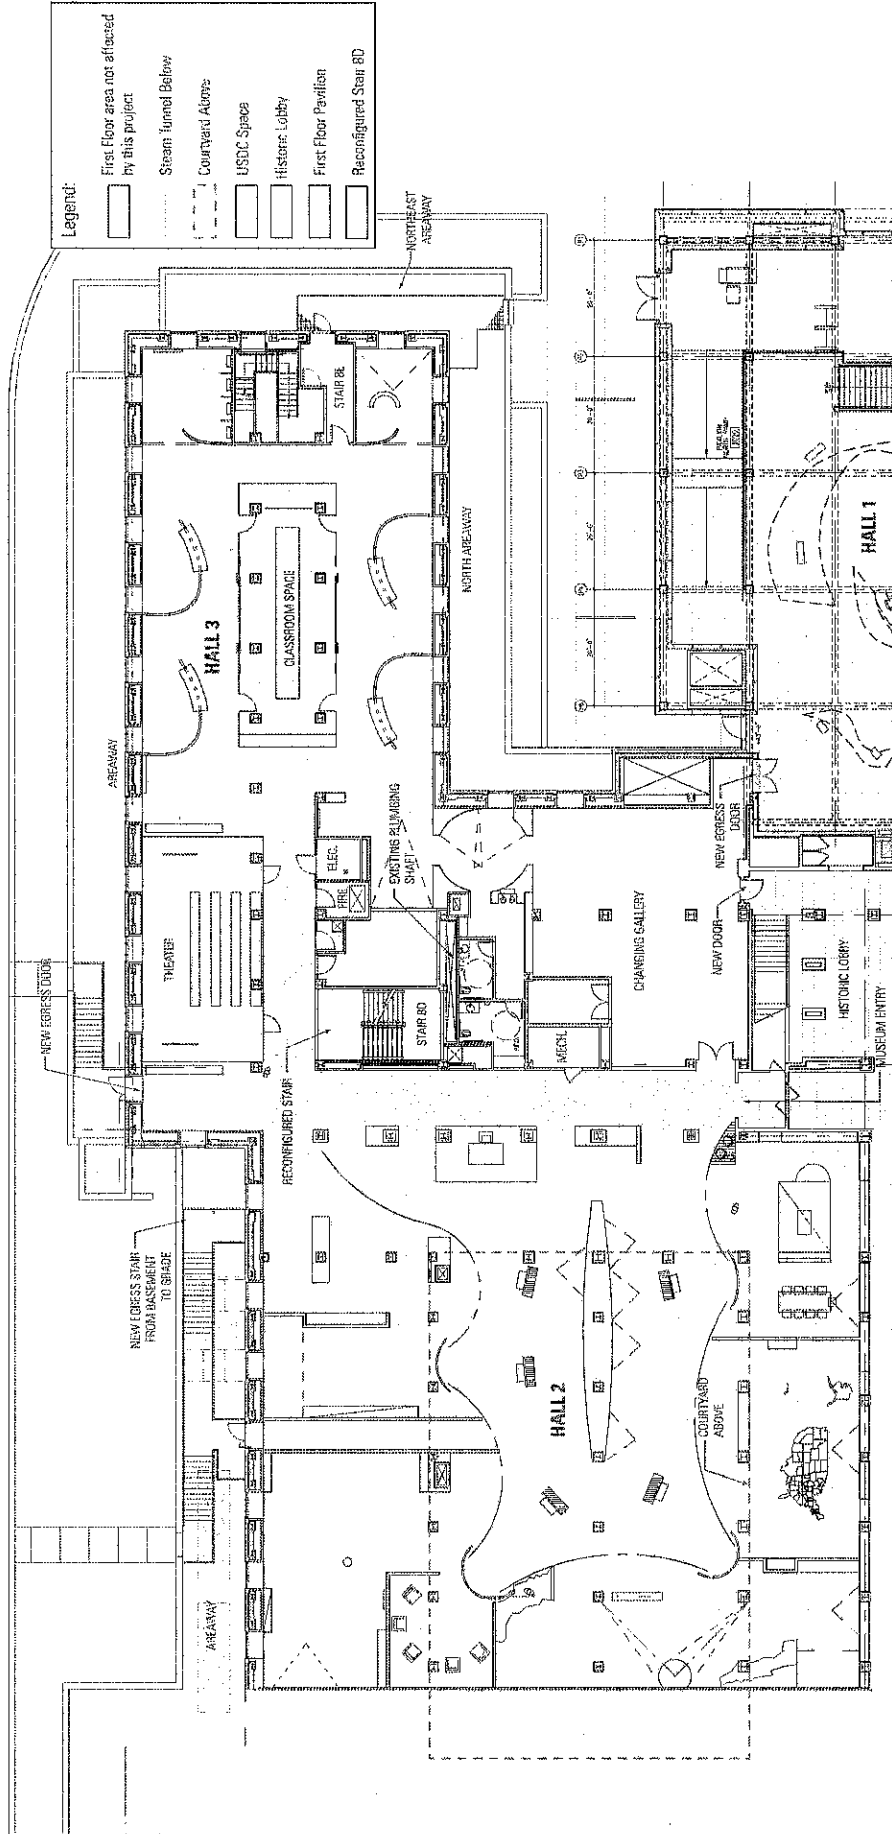 Legend:
First Floor area not affected
by this project
Steam Tunnel Below
Courtyard Above
USDC Space
Historic Lobby
First Floor Pavilion
Reconfigured Stair 8D
NORTHEAST
AREAWAY
STAIR 8E
HALL 3
CLASSROOM SPACE
NORTH AREAWAY
HALL 1
AREAWAY
EXISTING PLUMBING
SHAFT
ELEC.
FIRE
THEATER
NEW EGRESS DOOR
NEW EGRESS
DOOR
NEW DOOR
CHANGING GALLERY
HISTORIC LOBBY
MUSEUM ENTRY
STAIR 8D
MECH.
RECONFIGURED STAIR
NEW EGRESS STAIR
FROM BASEMENT
TO GRADE
HALL 2
COURTYARD
ABOVE
AREAWAY